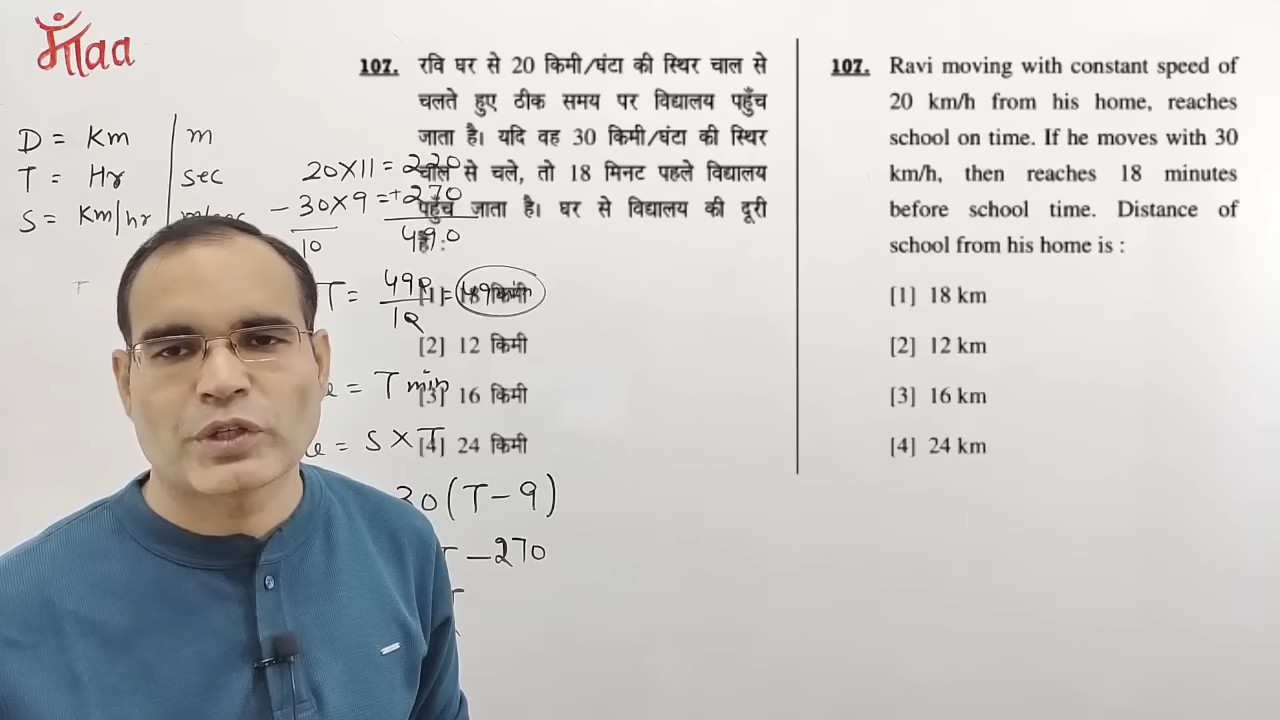 माँaa
D = Km | m
T = Hr | sec
S = Km/hr
20×11 = 220
- 30×9 = +270
10
490
T = 490 = 49 min
10
= T min
= S × T
30(T-9)
-270
107. रवि घर से 20 किमी/घंटा की स्थिर चाल से
चलते हुए ठीक समय पर विद्यालय पहुँच
जाता है। यदि वह 30 किमी/घंटा की स्थिर
चाल से चले, तो 18 मिनट पहले विद्यालय
पहुँच जाता है। घर से विद्यालय की दूरी
है :
[1] 18 किमी
[2] 12 किमी
[3] 16 किमी
[4] 24 किमी
107. Ravi moving with constant speed of
20 km/h from his home, reaches
school on time. If he moves with 30
km/h, then reaches 18 minutes
before school time. Distance of
school from his home is :
[1] 18 km
[2] 12 km
[3] 16 km
[4] 24 km